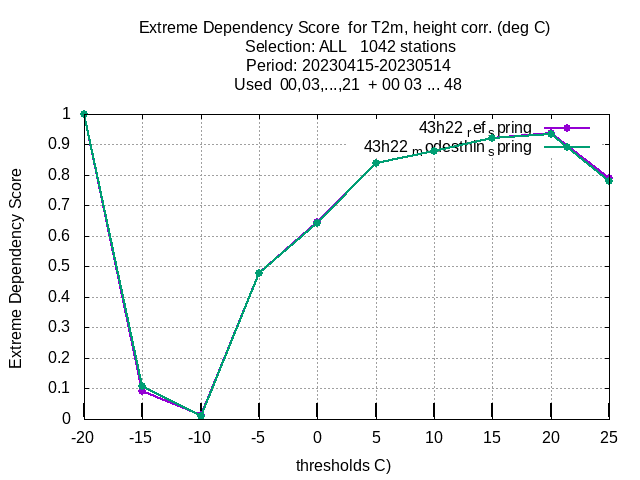 Extreme Dependency Score  for T2m, height corr. (deg C)
Selection: ALL   1042 stations
Period: 20230415-20230514
Used  00,03,...,21  + 00 03 ... 48
43h22_ref_spring
43h22_modesthin_spring
Extreme Dependency Score
1
0.9
0.8
0.7
0.6
0.5
0.4
0.3
0.2
0.1
0
-20 -15 -10 -5 0 5 10 15 20 25
thresholds C)